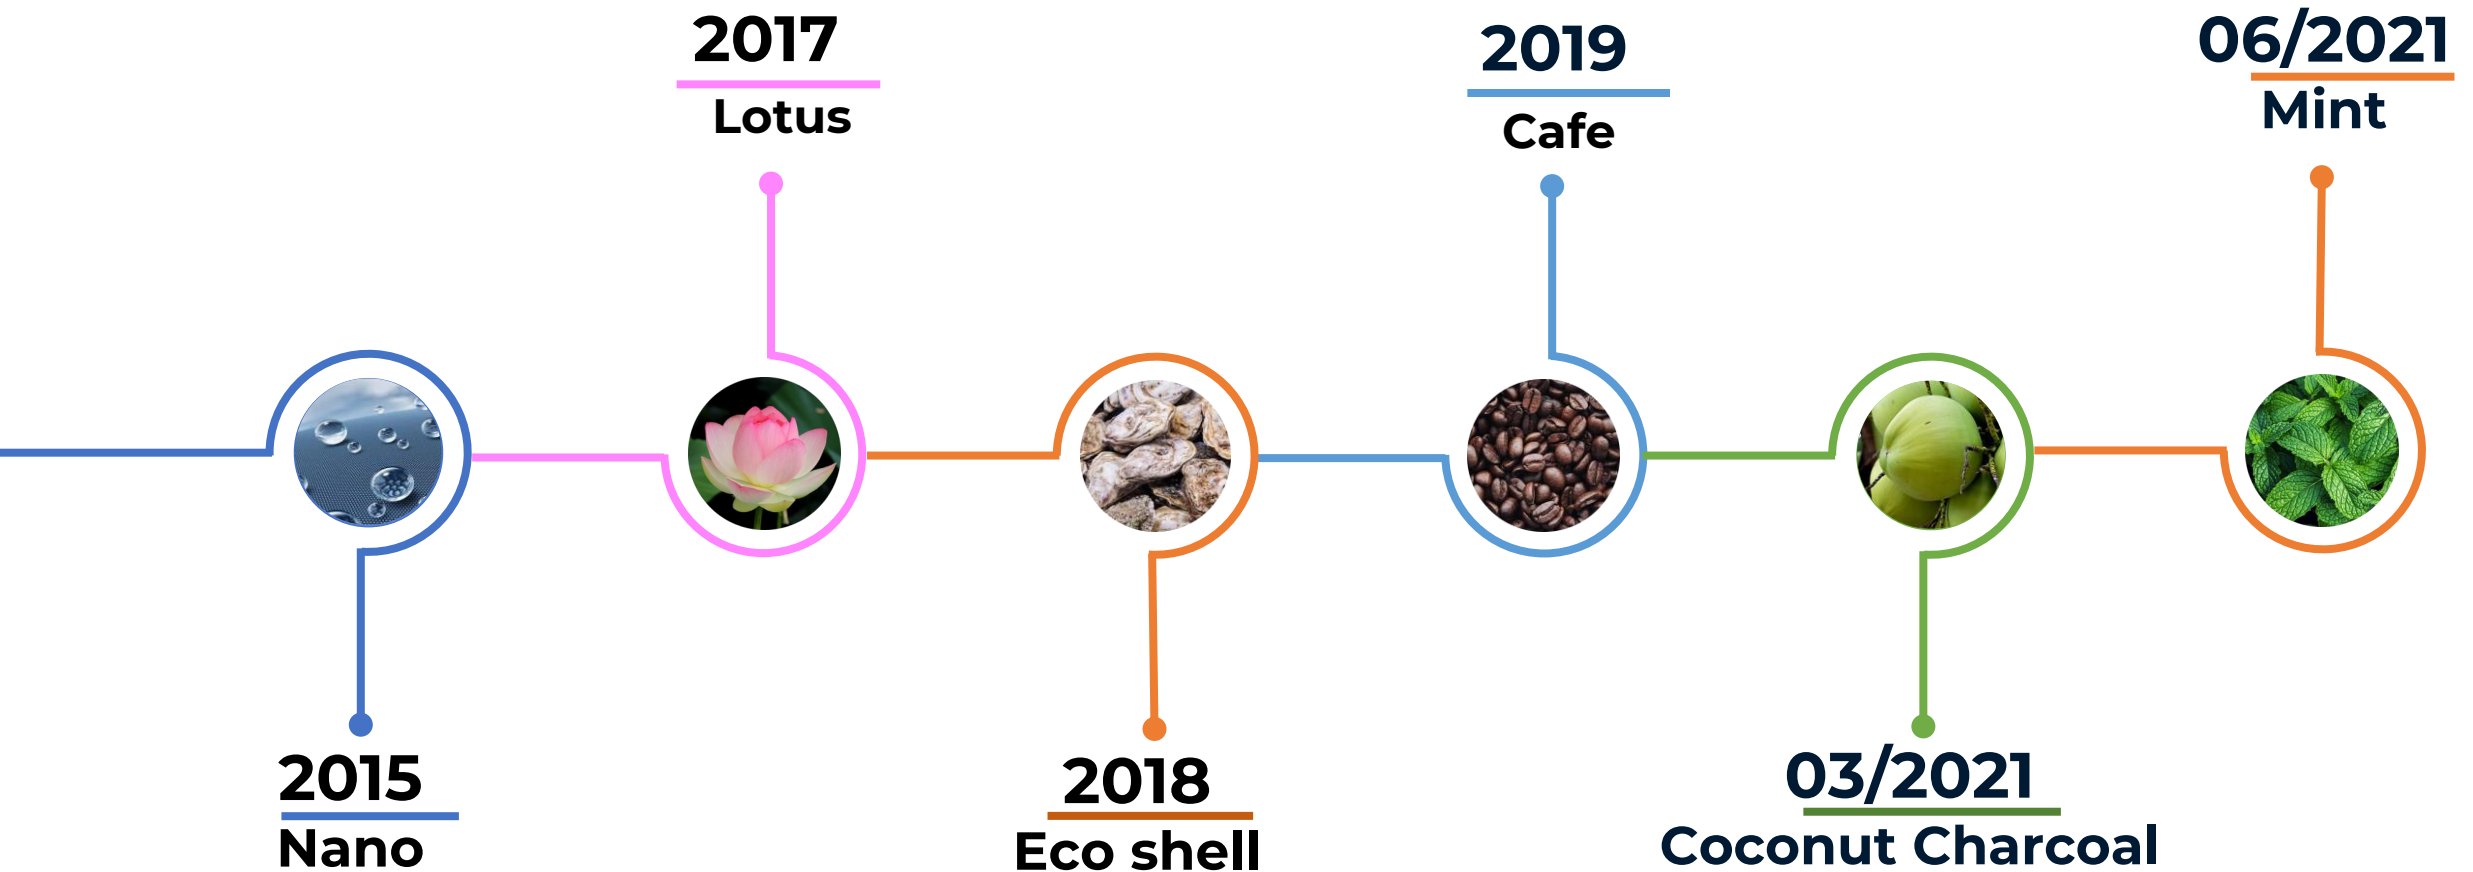 2017
Lotus
2019
Cafe
06/2021
Mint
2015
Nano
2018
Eco shell
03/2021
Coconut Charcoal